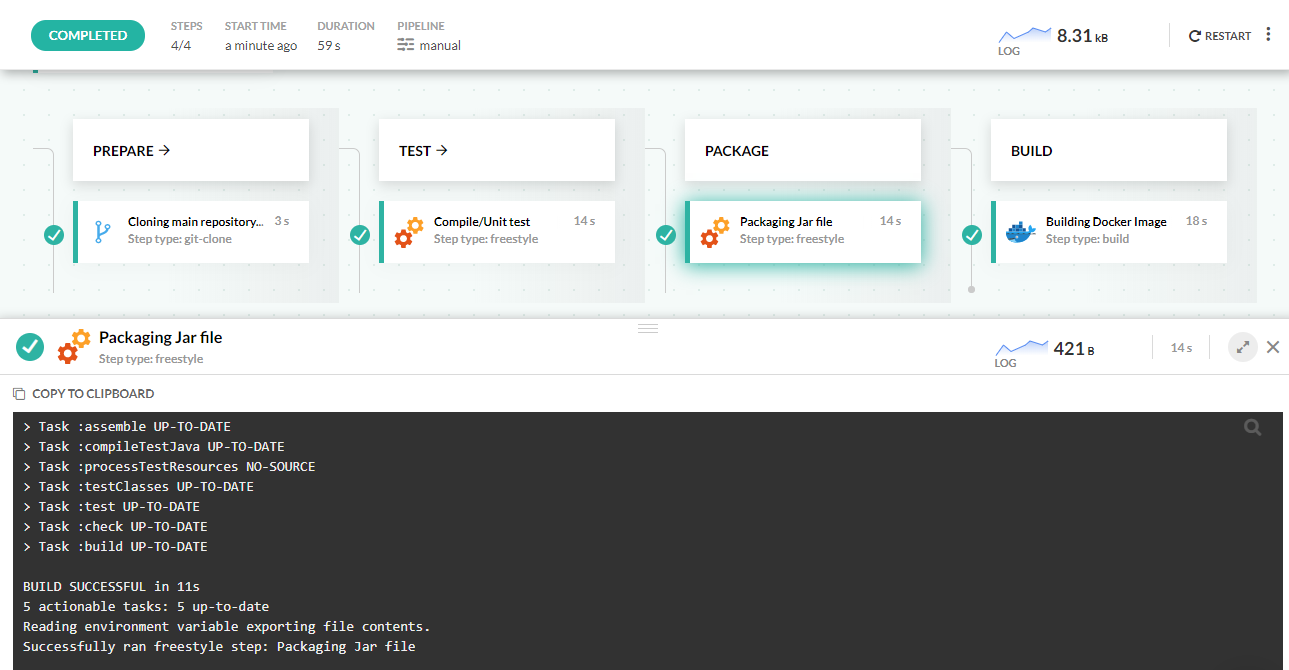 COMPLETED
STEPS
4/4
START TIME
a minute ago
DURATION
59 s
PIPELINE
manual
LOG
8.31 kB
RESTART
PREPARE →
TEST →
PACKAGE
BUILD
Cloning main repository... 3 s
Step type: git-clone
Compile/Unit test 14 s
Step type: freestyle
Packaging Jar file 14 s
Step type: freestyle
Building Docker Image 18 s
Step type: build
Packaging Jar file
Step type: freestyle
LOG
421 B
14 s
COPY TO CLIPBOARD
> Task :assemble UP-TO-DATE
> Task :compileTestJava UP-TO-DATE
> Task :processTestResources NO-SOURCE
> Task :testClasses UP-TO-DATE
> Task :test UP-TO-DATE
> Task :check UP-TO-DATE
> Task :build UP-TO-DATE
BUILD SUCCESSFUL in 11s
5 actionable tasks: 5 up-to-date
Reading environment variable exporting file contents.
Successfully ran freestyle step: Packaging Jar file